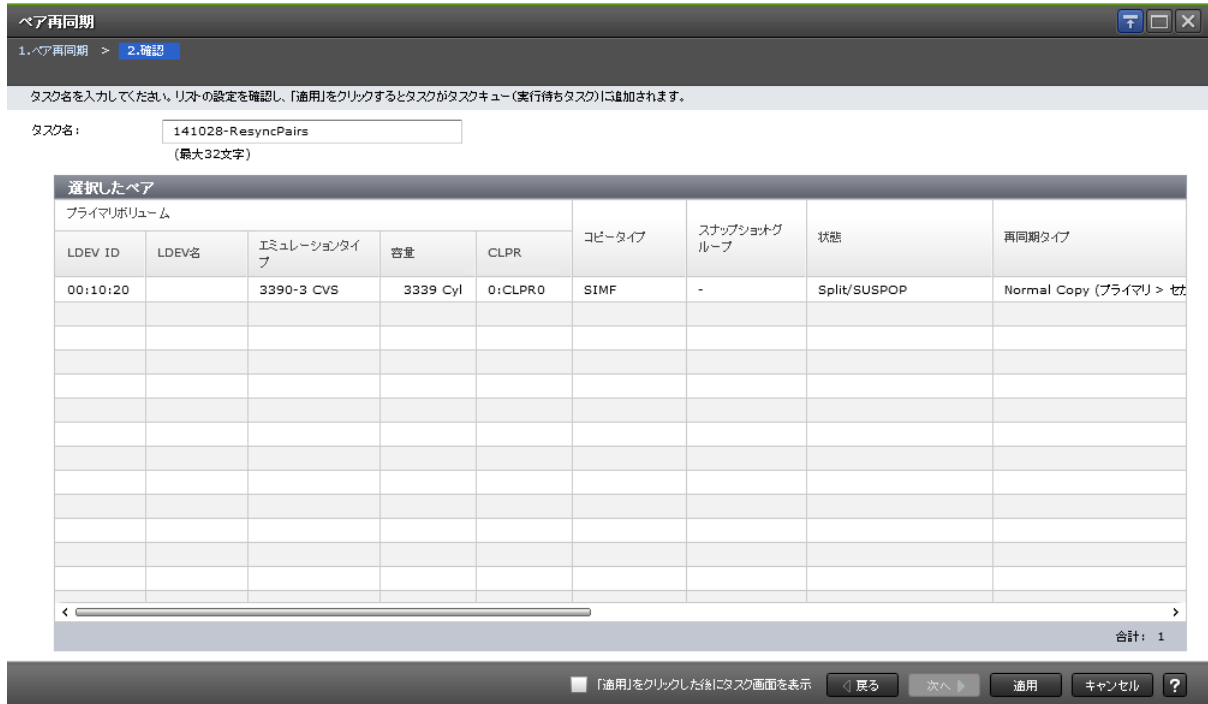 ペア再同期
1.ペア再同期 > 2.確認
タスク名を入力してください。リストの設定を確認し、「適用」をクリックするとタスクがタスクキュー(実行待ちタスク)に追加されます。
タスク名: 141028-ResyncPairs
(最大32文字)
選択したペア
プライマリボリューム
LDEV ID LDEV名 エミュレーションタイ
プ
容量 CLPR コピータイプ スナップショットグ
ループ
状態 再同期タイプ
00:10:20 3390-3 CVS 3339 Cyl 0:CLPR0 SIMF - Split/SUSPOP Normal Copy (プライマリ > セカ
合計: 1
「適用」をクリックした後にタスク画面を表示 戻る 次へ 適用 キャンセル ?